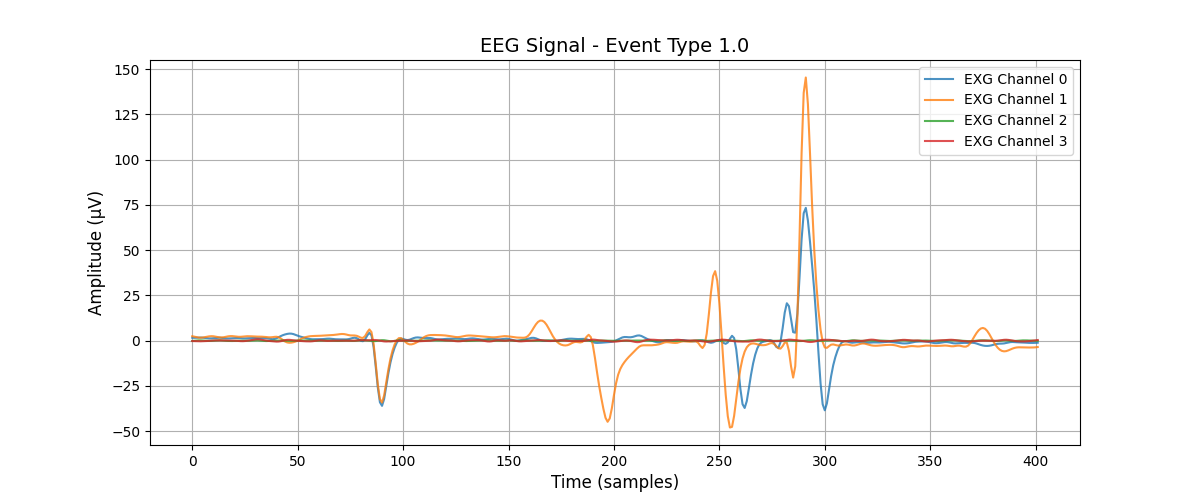 EEG Signal - Event Type 1.0
Amplitude (μV)
150
125
100
75
50
25
0
−25
−50
0 50 100 150 200 250 300 350 400
Time (samples)
EXG Channel 0
EXG Channel 1
EXG Channel 2
EXG Channel 3